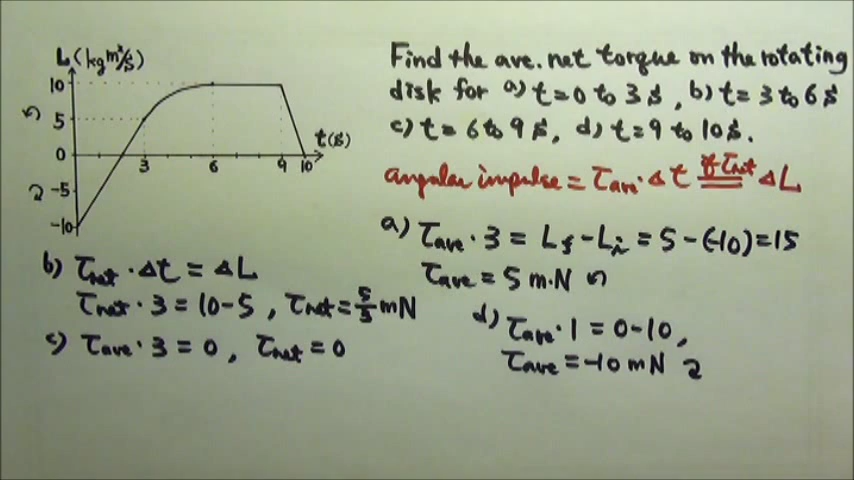 L (kg m²/s)
10
5
0
-5
-10
3
6
9
10
t(s)
Find the ave. net torque on the rotating
disk for a) t=0 to 3 s, b) t= 3 to 6 s
c) t= 6 to 9 s, d) t= 9 to 10 s.
angular impulse = τave·Δt if τnet = ΔL
a) τave · 3 = Lf - Li = 5 - (-10) = 15
τave = 5 m·N ↺
b) τnet · Δt = ΔL
τnet · 3 = 10 - 5 , τnet = 5/3 mN
c) τave · 3 = 0 , τnet = 0
d) τave · 1 = 0 - 10 ,
τave = -10 mN ↻